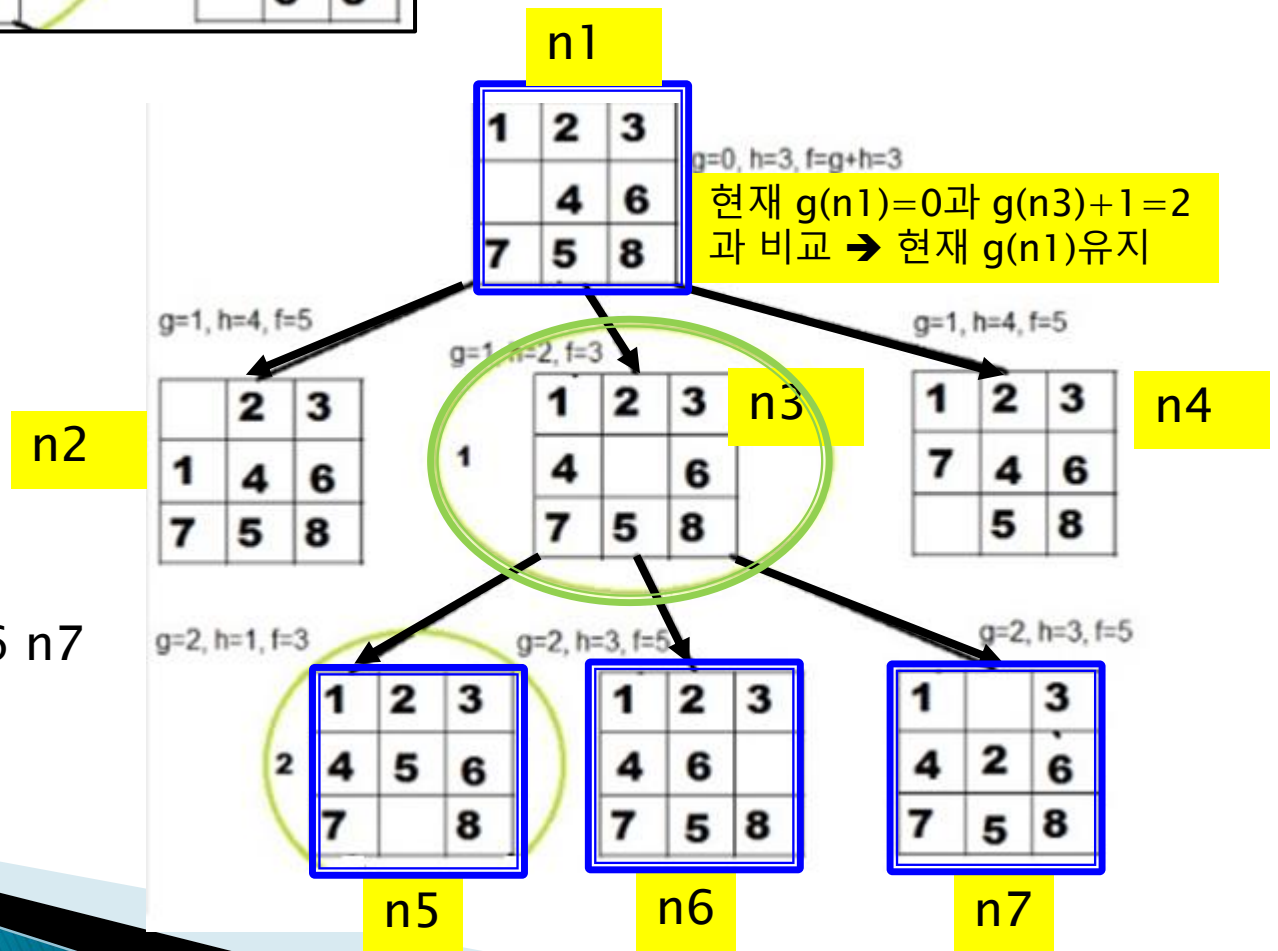 n1
1 2 3
4 6
7 5 8
g=0, h=3, f=g+h=3
현재 g(n1)=0과 g(n3)+1=2
과 비교 ➔ 현재 g(n1)유지
g=1, h=4, f=5
g=1, h=2, f=3
g=1, h=4, f=5
n2
2 3
1 4 6
7 5 8
1
1 2 3
4 6
7 5 8
n3
1 2 3
7 4 6
5 8
n4
n7
g=2, h=1, f=3
g=2, h=3, f=5
g=2, h=3, f=5
2
1 2 3
4 5 6
7 8
1 2 3
4 6
7 5 8
1 3
4 2 6
7 5 8
n5
n6
n7